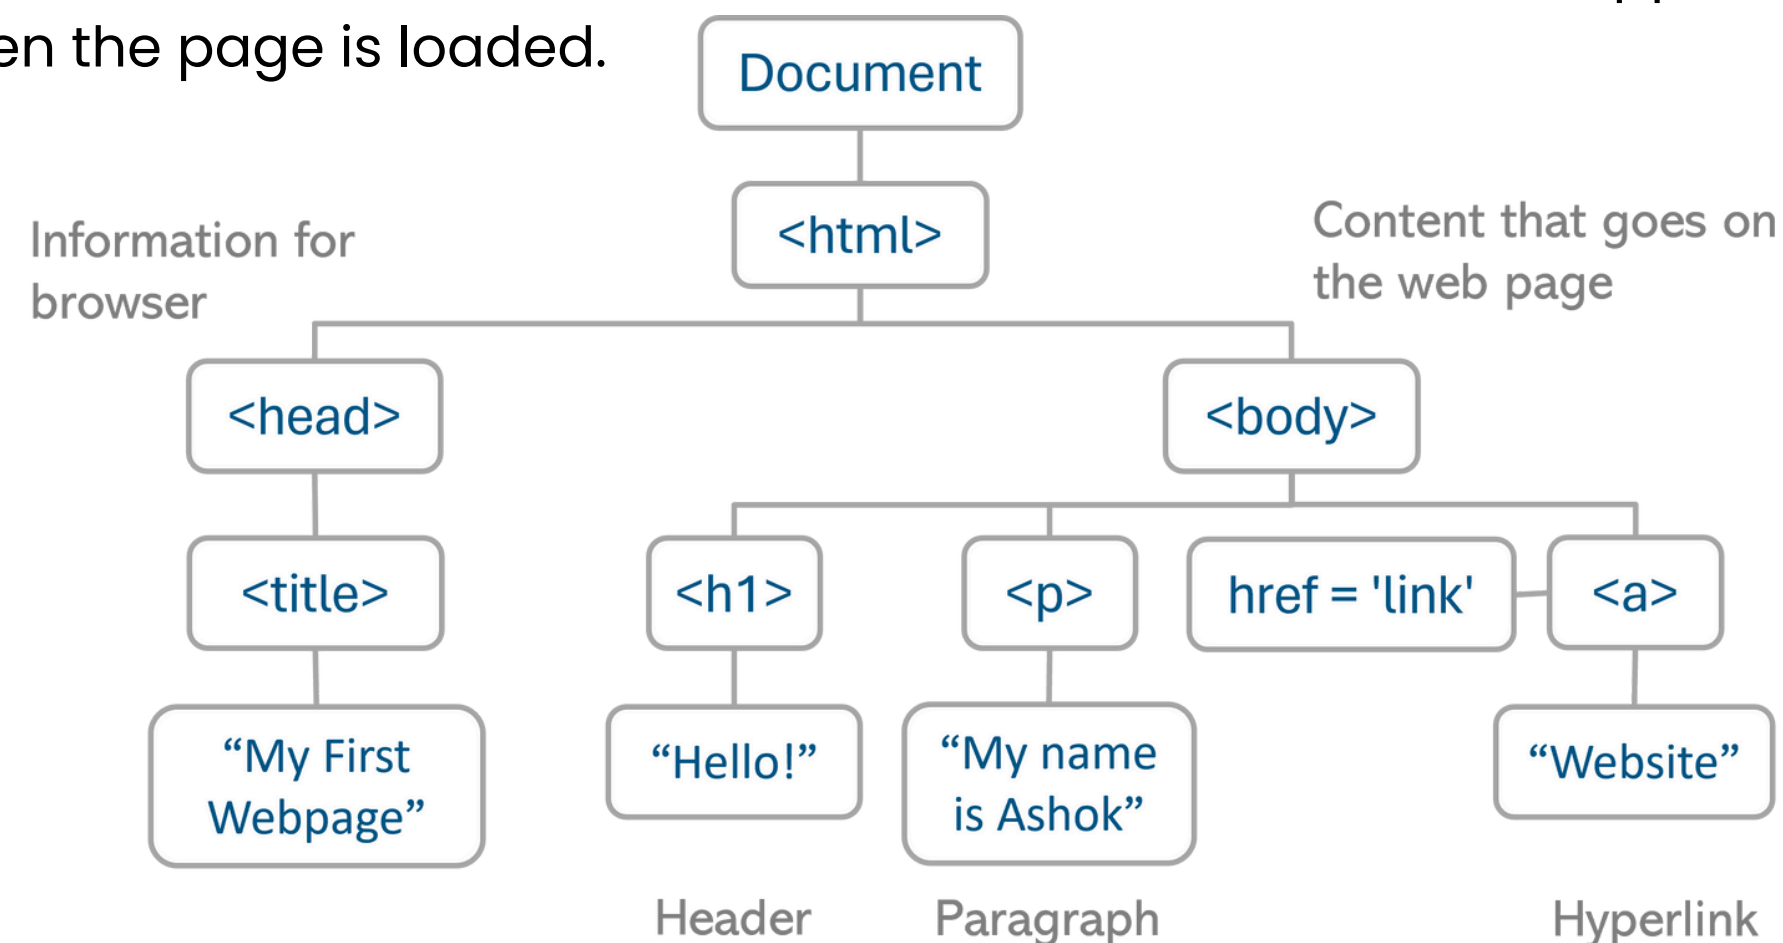 the page is loaded.
Document
<html>
Information for
browser
Content that goes on
the web page
<head>
<body>
<title>
<h1>
<p>
href = 'link'
<a>
“My First
Webpage”
“Hello!”
“My name
is Ashok”
“Website”
Header
Paragraph
Hyperlink